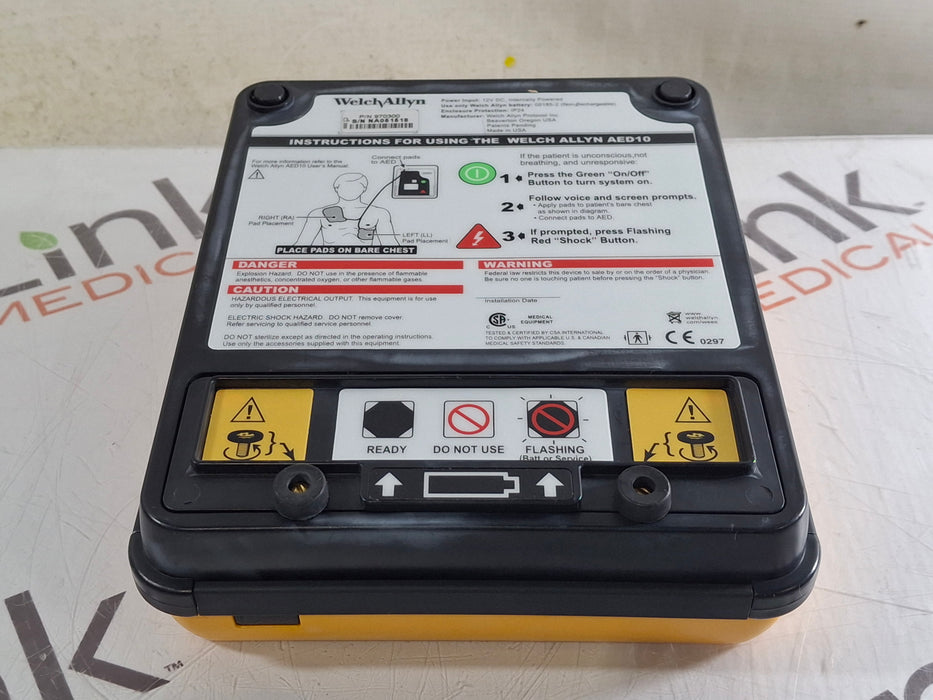 WelchAllyn
P/N 970300
S/N NA061618
Power Input: 12V DC, Internally Powered
Use only Welch Allyn battery: 00185-2 (Non-Rechargeable)
Enclosure Protection: IP24
Manufacturer: Welch Allyn Protocol Inc
Beaverton Oregon USA
Patents Pending
Made in USA
INSTRUCTIONS FOR USING THE WELCH ALLYN AED10
For more information refer to the
Welch Allyn AED10 User's Manual.
Connect pads
to AED
RIGHT (RA)
Pad Placement
LEFT (LL)
Pad Placement
PLACE PADS ON BARE CHEST
If the patient is unconscious,not
breathing, and unresponsive:
1 Press the Green "On/Off"
Button to turn system on.
2 Follow voice and screen prompts.
• Apply pads to patient's bare chest
as shown in diagram.
• Connect pads to AED.
3 If prompted, press Flashing
Red "Shock" Button.
DANGER
Explosion Hazard: DO NOT use in the presence of flammable
anesthetics, concentrated oxygen, or other flammable gases.
CAUTION
HAZARDOUS ELECTRICAL OUTPUT. This equipment is for use
only by qualified personnel.
ELECTRIC SHOCK HAZARD. DO NOT remove cover.
Refer servicing to qualified service personnel.
DO NOT sterilize except as directed in the operating instructions.
Use only the accessories supplied with this equipment.
WARNING
Federal law restricts this device to sale by or on the order of a physician.
Be sure no one is touching patient before pressing the "Shock" button.
Installation Date
C US
MEDICAL
EQUIPMENT
TESTED & CERTIFIED BY CSA INTERNATIONAL
TO COMPLY WITH APPLICABLE U.S. & CANADIAN
MEDICAL SAFETY STANDARDS.
www.
welchallyn
.com/weee
CE 0297
READY
DO NOT USE
FLASHING
(Batt or Service)
Link
MEDICAL
ink
MEDICAL
nk
TM